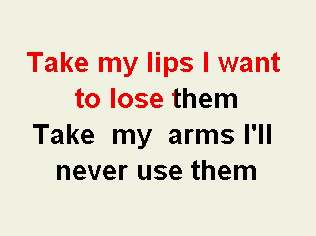 Take my lips I want
to lose them
Take my arms I'll
never use them